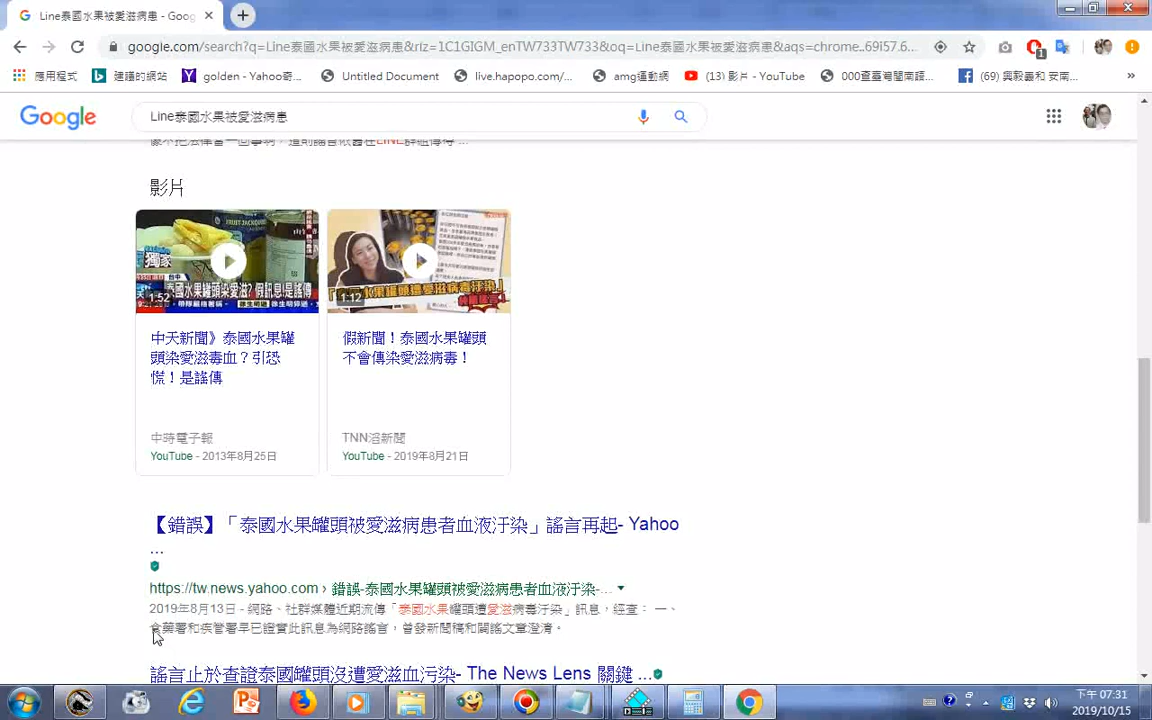 Line泰國水果被愛滋病患 - Goog
google.com/search?q=Line泰國水果被愛滋病患&rlz=1C1GIGM_enTW733TW733&oq=Line泰國水果被愛滋病患&aqs=chrome..69i57.6...
應用程式 建議的網站 golden - Yahoo奇... Untitled Document live.hapopo.com/... amg運動網 (13) 影片 - YouTube 000查臺灣閩南語... (69) 興毅義和 安南... »
Google
Line泰國水果被愛滋病患
影片
1:52
泰國水果罐頭染愛滋? 假訊息!是謠傳
1:12
中天新聞》泰國水果罐
頭染愛滋毒血？引恐
慌！是謠傳
中時電子報
YouTube - 2013年8月25日
假新聞！泰國水果罐頭
不會傳染愛滋病毒！
TNN滔新聞
YouTube - 2019年8月21日
【錯誤】「泰國水果罐頭被愛滋病患者血液汙染」謠言再起- Yahoo
...
https://tw.news.yahoo.com › 錯誤-泰國水果罐頭被愛滋病患者血液汙染-...
2019年8月13日 - 網路、社群媒體近期流傳「泰國水果罐頭遭愛滋病毒汙染」訊息，經查： 一、
食藥署和疾管署早已證實此訊息為網路謠言，曾發新聞稿和闢謠文章澄清。
謠言止於查證泰國罐頭沒遭愛滋血污染- The News Lens 關鍵 ...
下午 07:31
2019/10/15